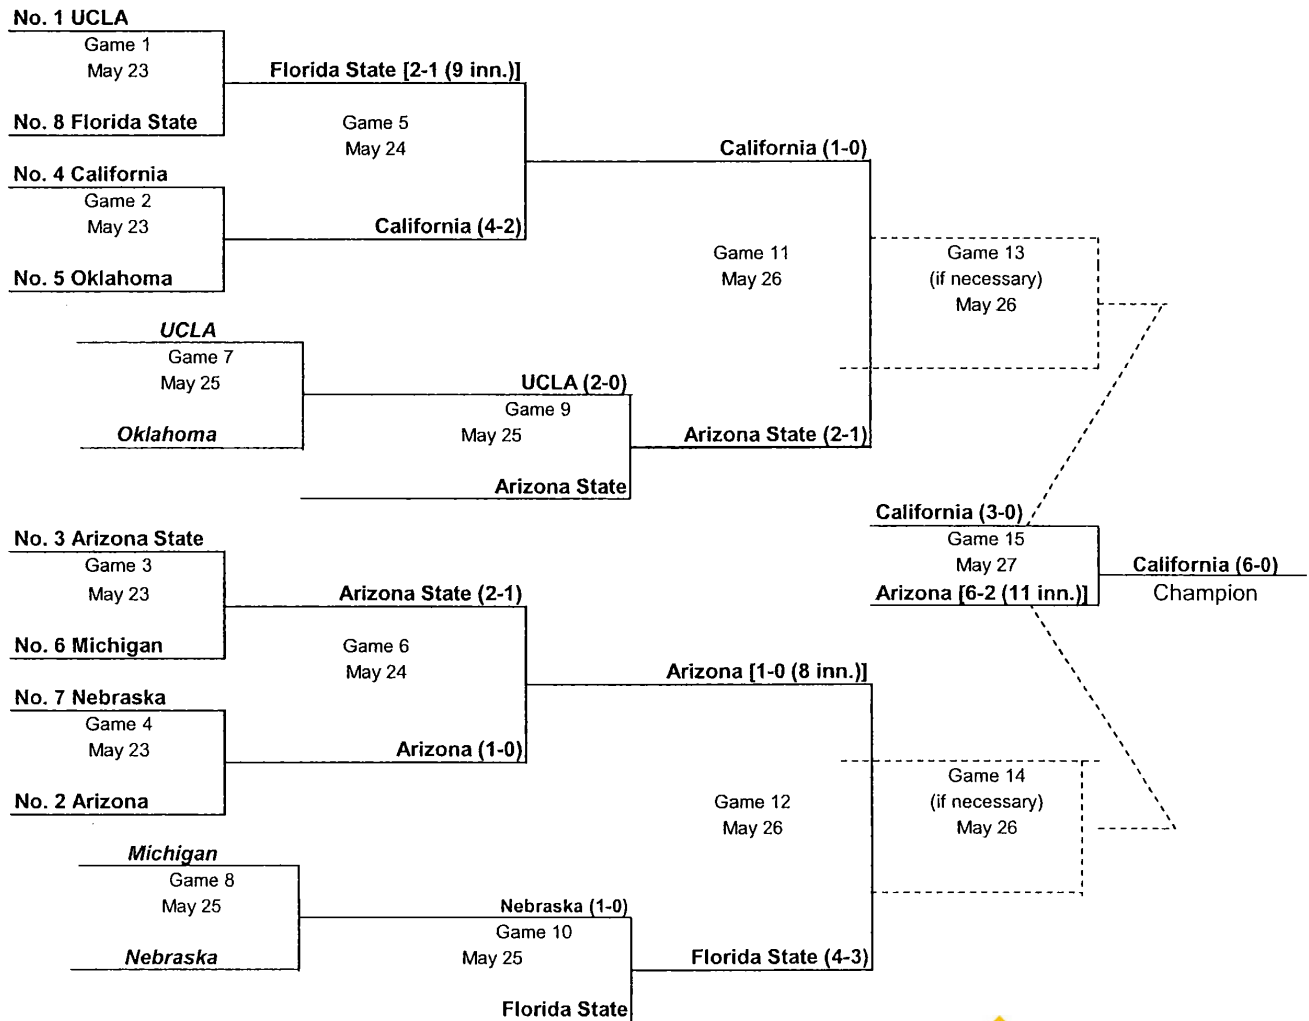 No. 1 UCLA
Game 1
May 23
No. 8 Florida State
Florida State [2-1 (9 inn.)]
Game 5
May 24
No. 4 California
Game 2
May 23
No. 5 Oklahoma
California (4-2)
California (1-0)
Game 11
May 26
Game 13
(if necessary)
May 26
UCLA
Game 7
May 25
Oklahoma
UCLA (2-0)
Game 9
May 25
Arizona State
Arizona State (2-1)
No. 3 Arizona State
Game 3
May 23
No. 6 Michigan
Arizona State (2-1)
Game 6
May 24
No. 7 Nebraska
Game 4
May 23
No. 2 Arizona
Arizona (1-0)
Arizona [1-0 (8 inn.)]
California (3-0)
Game 15
May 27
Arizona [6-2 (11 inn.)]
California (6-0)
Champion
Game 12
May 26
Game 14
(if necessary)
May 26
Michigan
Game 8
May 25
Nebraska
Nebraska (1-0)
Game 10
May 25
Florida State
Florida State (4-3)